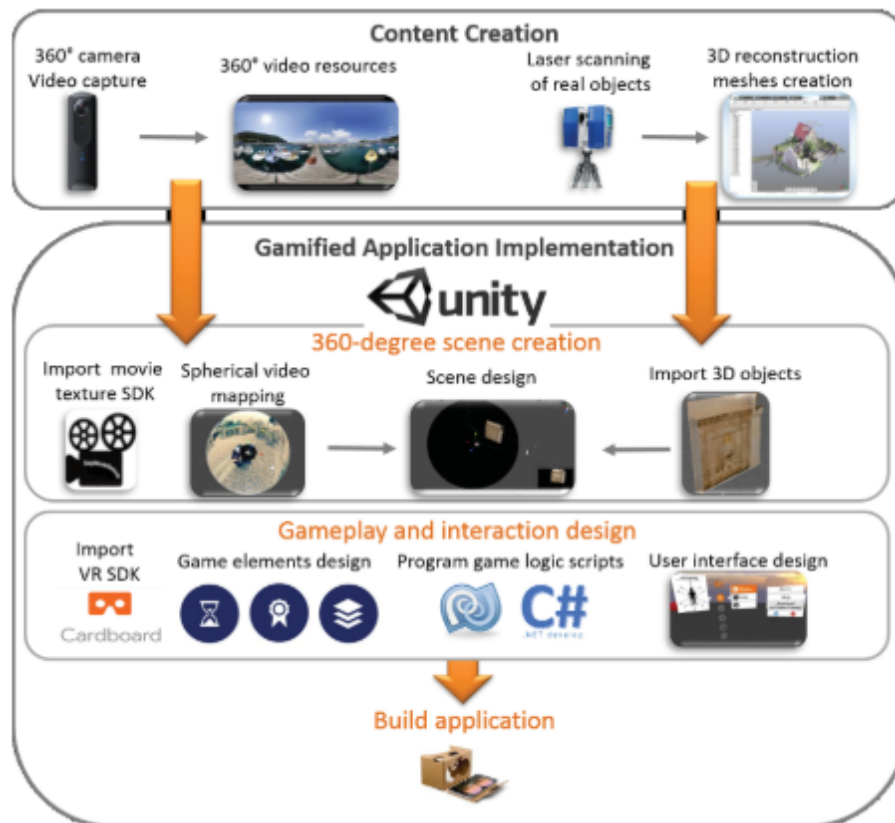 Content Creation
360° camera
Video capture
360° video resources
Laser scanning
of real objects
3D reconstruction
meshes creation
Gamified Application Implementation
unity
360-degree scene creation
Import movie
texture SDK
Spherical video
mapping
Scene design
Import 3D objects
Gameplay and interaction design
Import
VR SDK
Cardboard
Game elements design
Program game logic scripts
C#
.NET develop
User interface design
Build application